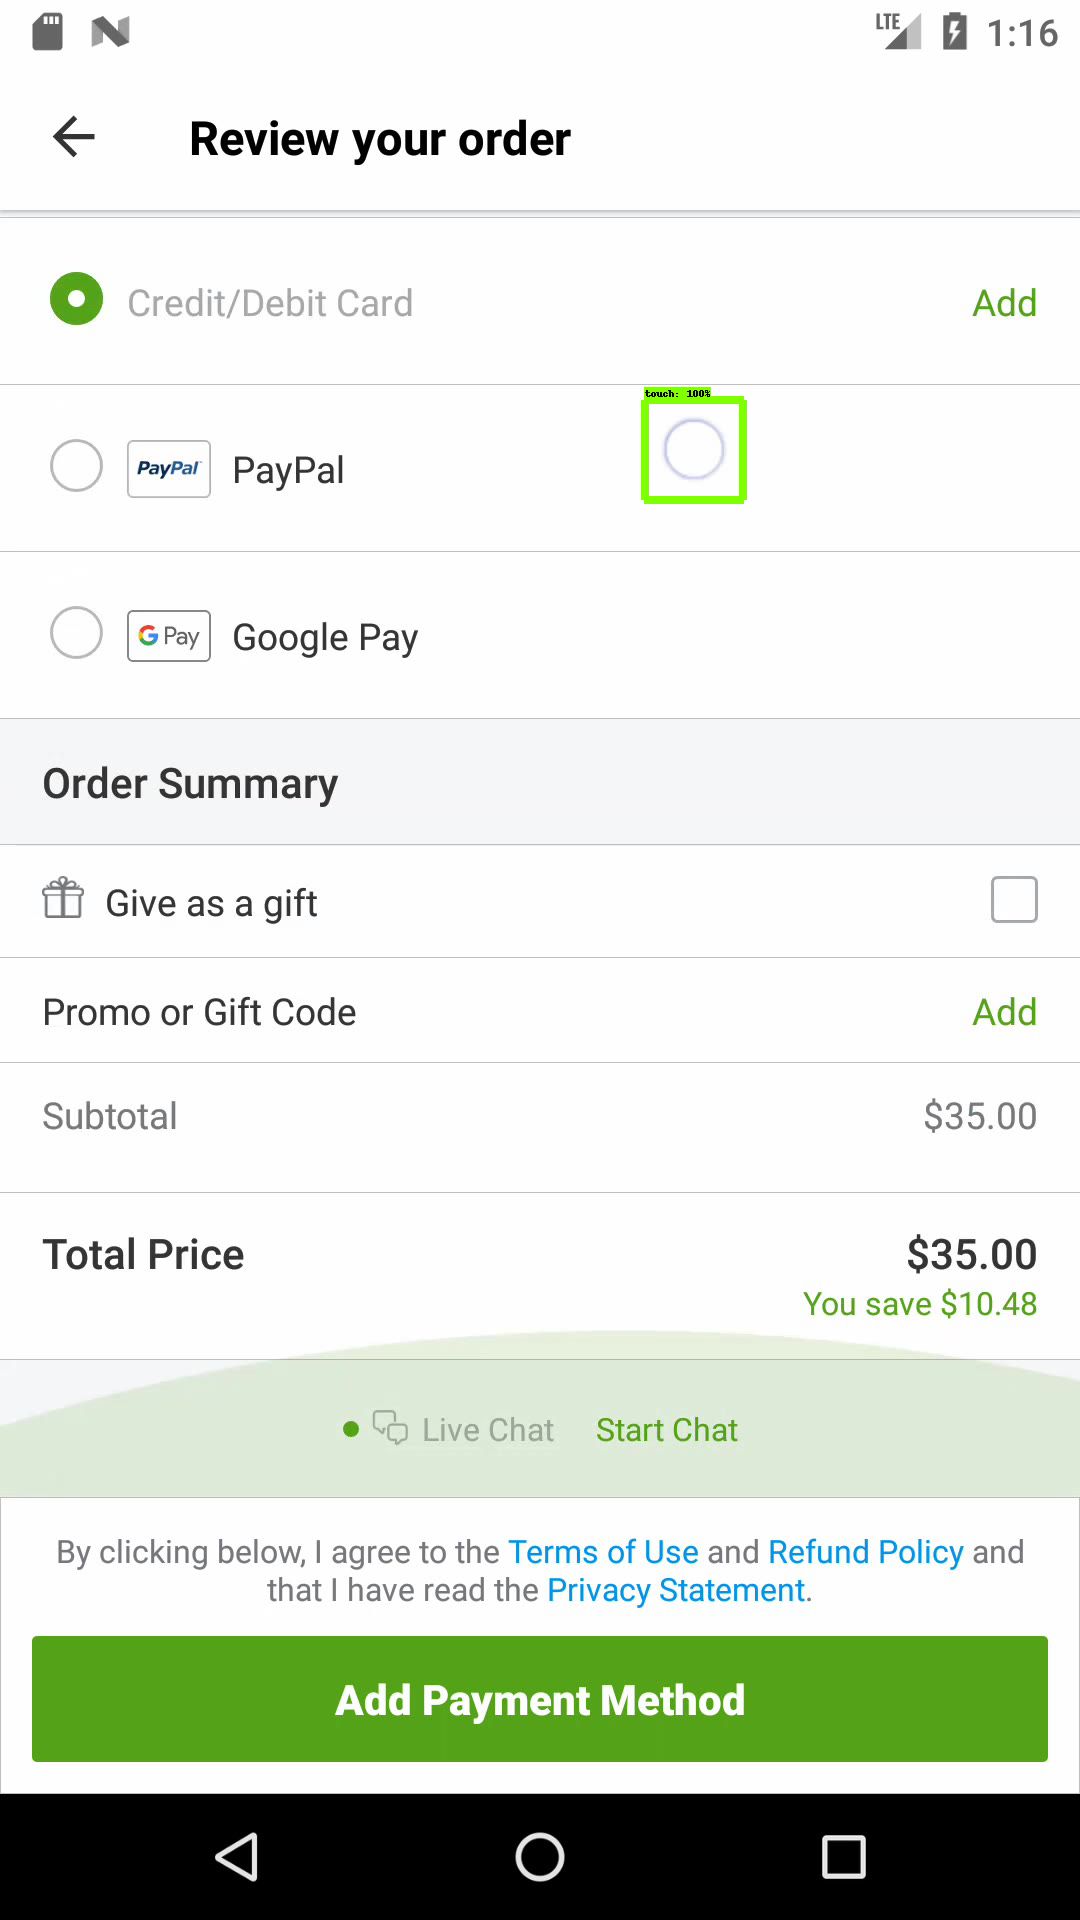 LTE 1:16
Review your order
Credit/Debit Card Add
touch: 100%
PayPal PayPal
G Pay Google Pay
Order Summary
Give as a gift
Promo or Gift Code Add
Subtotal $35.00
Total Price $35.00
You save $10.48
Live Chat Start Chat
By clicking below, I agree to the Terms of Use and Refund Policy and
that I have read the Privacy Statement.
Add Payment Method